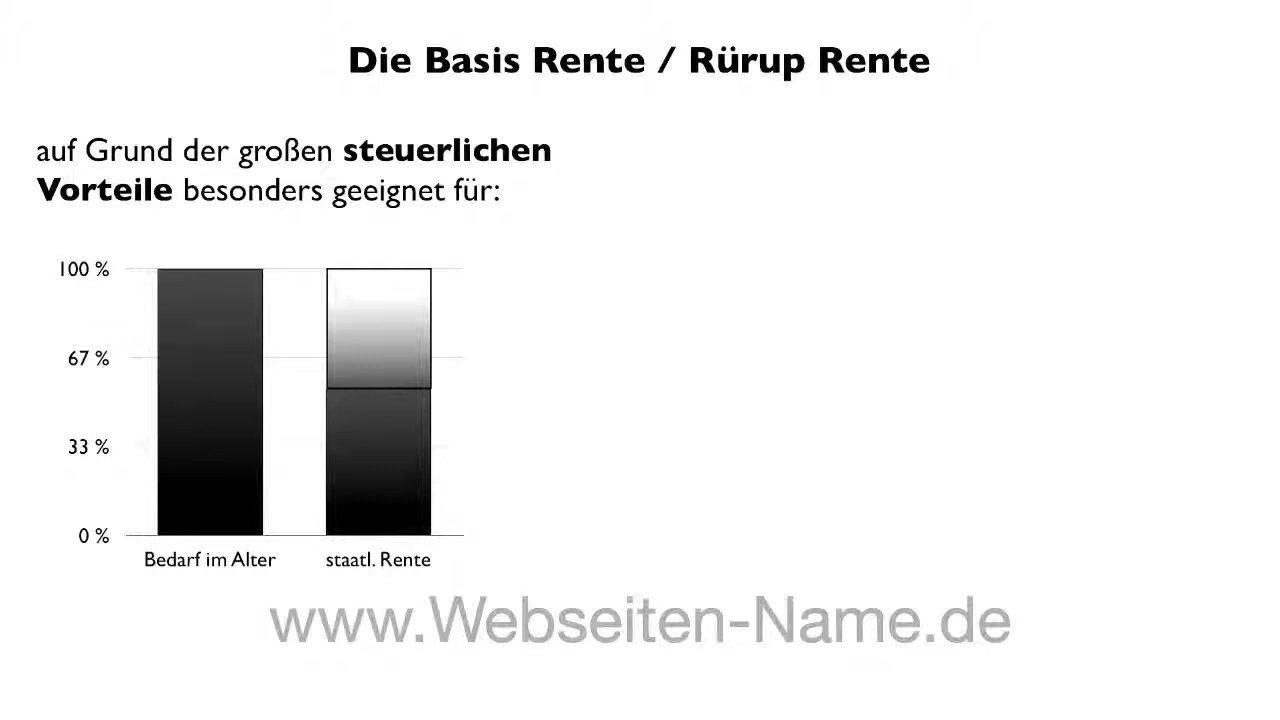 Die Basis Rente / Rürup Rente
auf Grund der großen steuerlichen
Vorteile besonders geeignet für:
100 %
67 %
33 %
0 %
Bedarf im Alter
staatl. Rente
www.Webseiten-Name.de